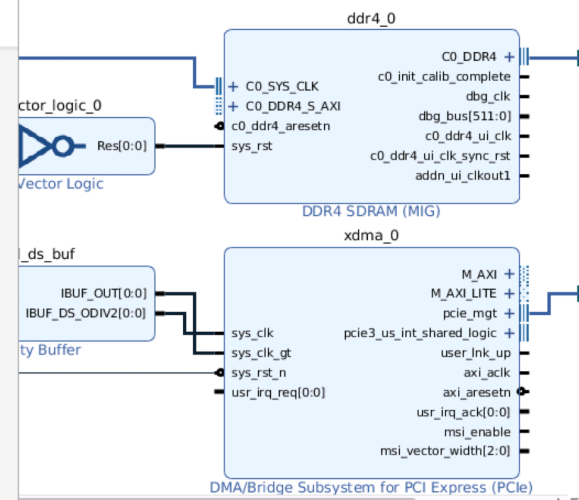 ddr4_0
C0_DDR4
c0_init_calib_complete
C0_SYS_CLK
dbg_clk
C0_DDR4_S_AXI
dbg_bus[511:0]
c0_ddr4_aresetn
c0_ddr4_ui_clk
sys_rst
c0_ddr4_ui_clk_sync_rst
addn_ui_clkout1
DDR4 SDRAM (MIG)
ctor_logic_0
Res[0:0]
Vector Logic
xdma_0
M_AXI
M_AXI_LITE
pcie_mgt
sys_clk
pcie3_us_int_shared_logic
sys_clk_gt
user_lnk_up
sys_rst_n
axi_aclk
usr_irq_req[0:0]
axi_aresetn
usr_irq_ack[0:0]
msi_enable
msi_vector_width[2:0]
DMA/Bridge Subsystem for PCI Express (PCIe)
_ds_buf
IBUF_OUT[0:0]
IBUF_DS_ODIV2[0:0]
ty Buffer